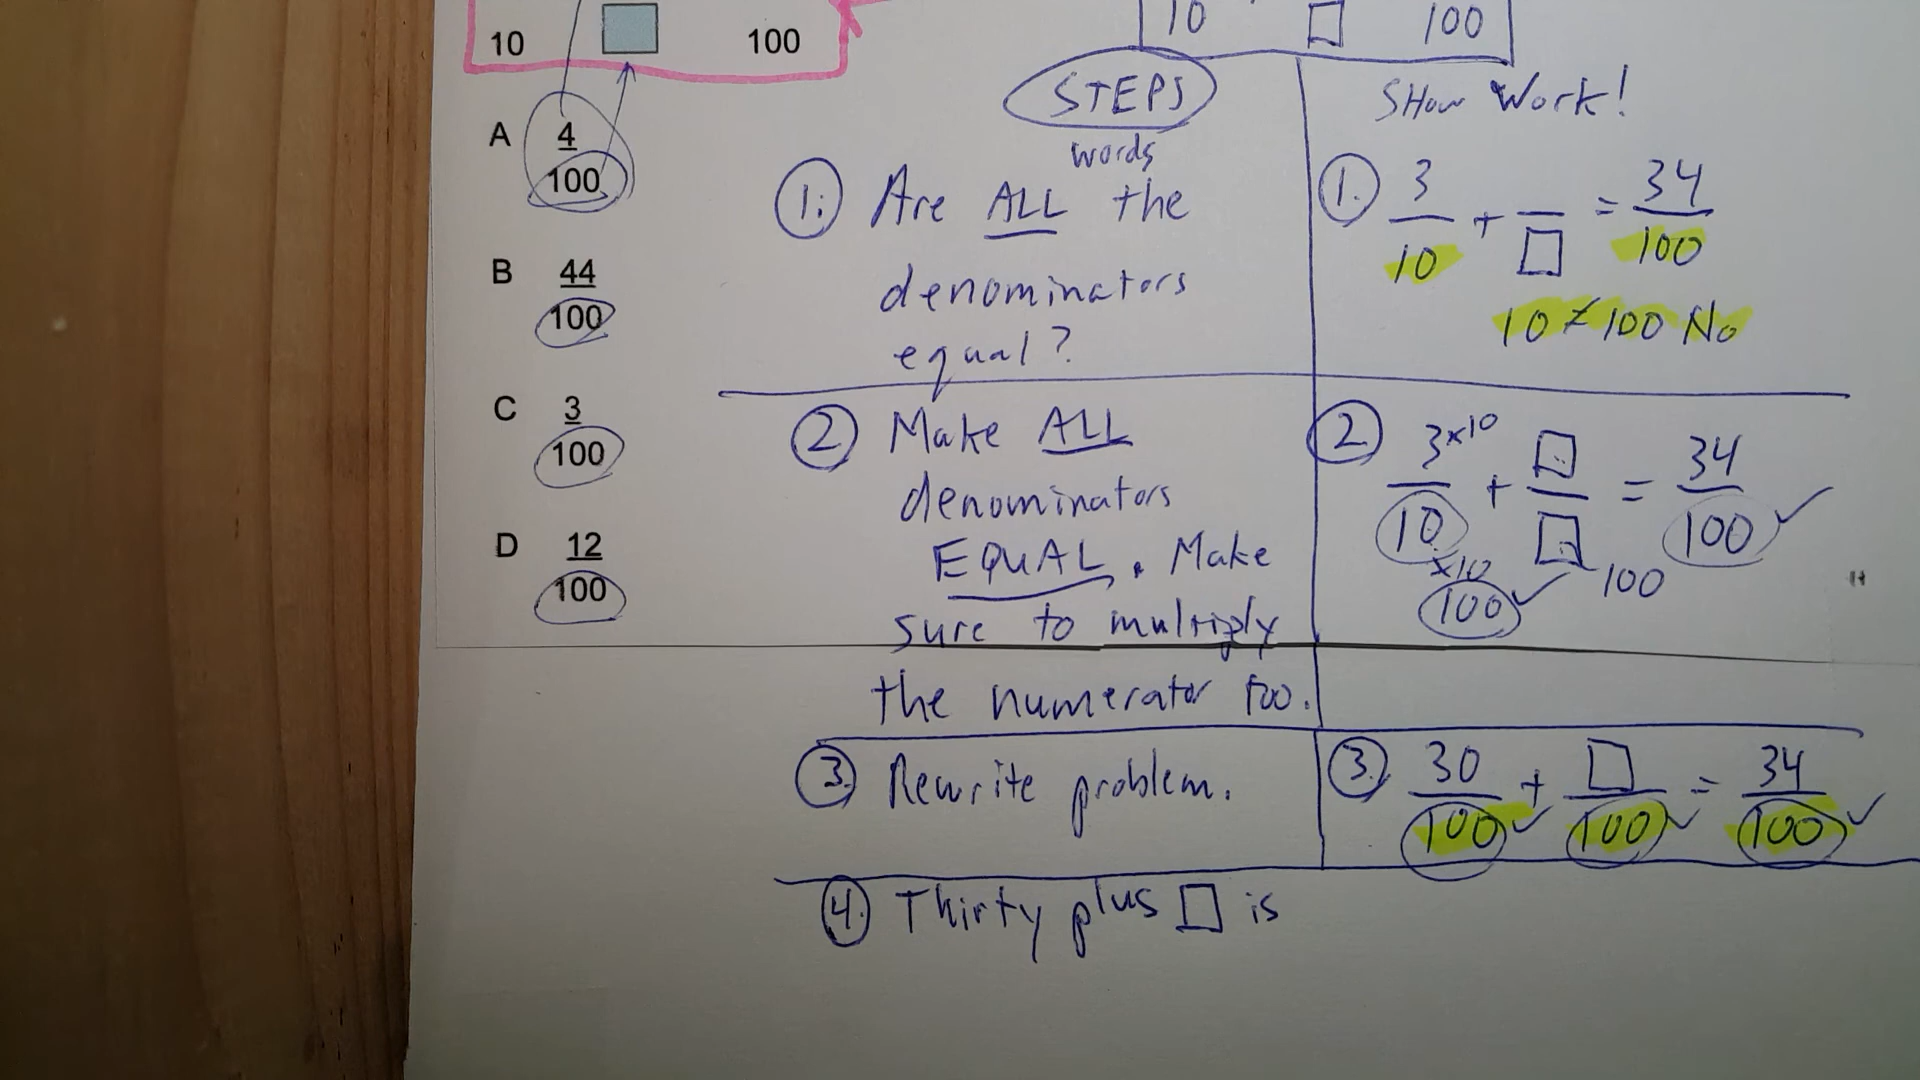 10 □ 100
10 □ 100
A 4/100
B 44/100
C 3/100
D 12/100
STEPS
words
SHow Work!
1. Are ALL the
denominators
equal?
1. 3/10 + /□ = 34/100
10 ≠ 100 No
2 Make ALL
denominators
EQUAL. Make
sure to multiply
the numerator too.
2 3×10/10×10 + □/□ = 34/100 ✓
100 ✓ 100
3. Rewrite problem.
3. 30/100 ✓ + □/100 ✓ = 34/100 ✓
4. Thirty plus □ is